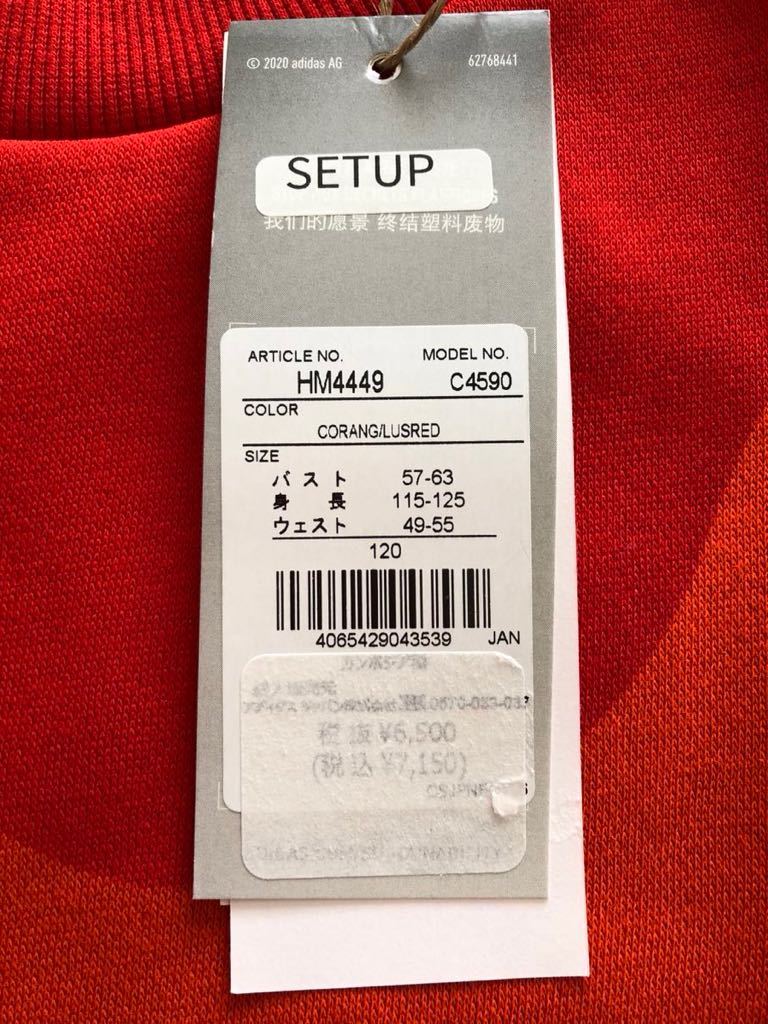 © 2020 adidas AG 62768441
SETUP
我们的愿景 终结塑料废物
ARTICLE NO. MODEL NO.
HM4449 C4590
COLOR
CORANG/LUSRED
SIZE
バスト 57-63
身長 115-125
ウェスト 49-55
120
4065429043539 JAN
税抜 ¥6,500
(税込 ¥7,150)